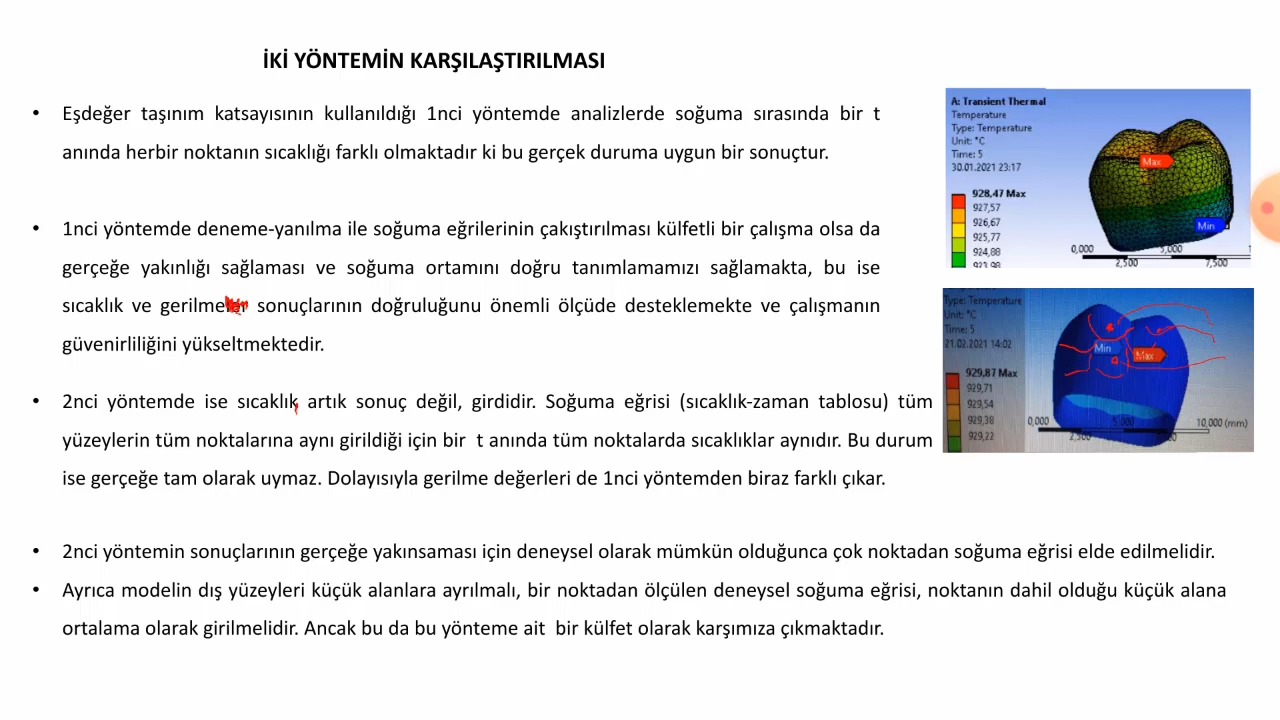 İKİ YÖNTEMİN KARŞILAŞTIRILMASI
• Eşdeğer taşınım katsayısının kullanıldığı 1nci yöntemde analizlerde soğuma sırasında bir t
anında herbir noktanın sıcaklığı farklı olmaktadır ki bu gerçek duruma uygun bir sonuçtur.
• 1nci yöntemde deneme-yanılma ile soğuma eğrilerinin çakıştırılması külfetli bir çalışma olsa da
gerçeğe yakınlığı sağlaması ve soğuma ortamını doğru tanımlamamızı sağlamakta, bu ise
sıcaklık ve gerilmeler sonuçlarının doğruluğunu önemli ölçüde desteklemekte ve çalışmanın
güvenirliliğini yükseltmektedir.
• 2nci yöntemde ise sıcaklık artık sonuç değil, girdidir. Soğuma eğrisi (sıcaklık-zaman tablosu) tüm
yüzeylerin tüm noktalarına aynı girildiği için bir t anında tüm noktalarda sıcaklıklar aynıdır. Bu durum
ise gerçeğe tam olarak uymaz. Dolayısıyla gerilme değerleri de 1nci yöntemden biraz farklı çıkar.
• 2nci yöntemin sonuçlarının gerçeğe yakınsaması için deneysel olarak mümkün olduğunca çok noktadan soğuma eğrisi elde edilmelidir.
• Ayrıca modelin dış yüzeyleri küçük alanlara ayrılmalı, bir noktadan ölçülen deneysel soğuma eğrisi, noktanın dahil olduğu küçük alana
ortalama olarak girilmelidir. Ancak bu da bu yönteme ait bir külfet olarak karşımıza çıkmaktadır.
A: Transient Thermal
Temperature
Type: Temperature
Unit: °C
Time: 5
30.01.2021 23:17
928,47 Max
927,57
926,67
925,77
924,88
923,98
Max
Min
0,000
5,000
2,500
7,500
Type: Temperature
Unit: °C
Time: 5
21.02.2021 14:02
929,87 Max
929,71
929,54
929,38
929,22
Min
Max
0,000
5,000
10,000 (mm)
2,500